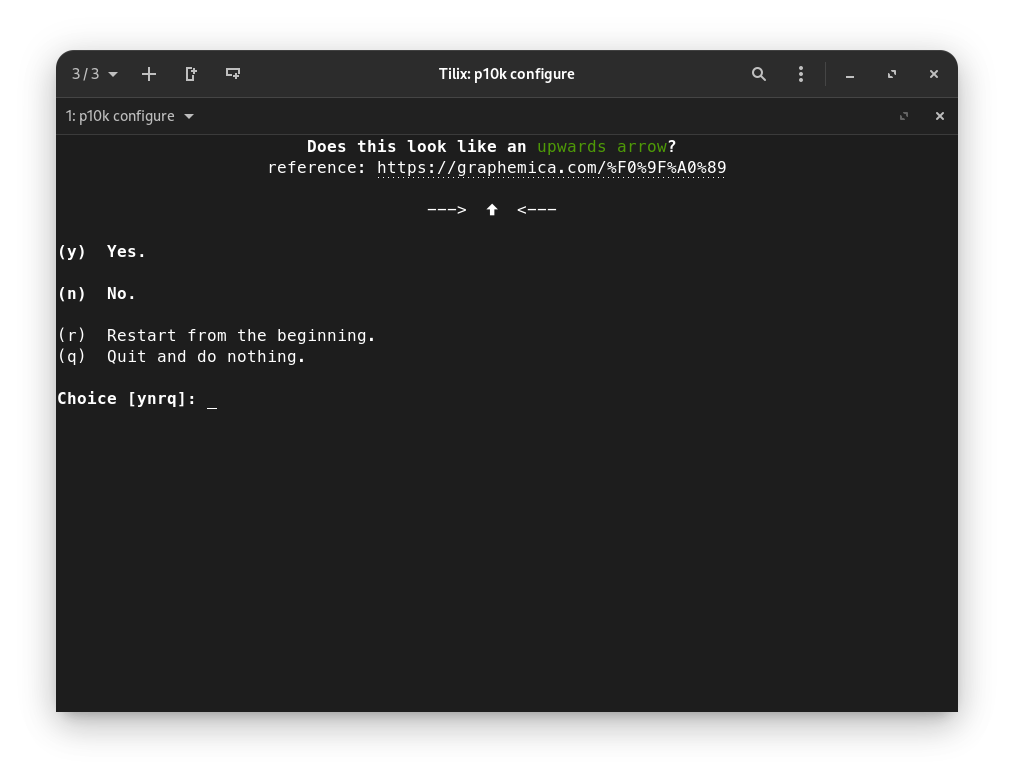 3 / 3
Tilix: p10k configure
1: p10k configure
Does this look like an upwards arrow?
reference: https://graphemica.com/%F0%9F%A0%89
---> 🠉 <---
(y) Yes.
(n) No.
(r) Restart from the beginning.
(q) Quit and do nothing.
Choice [ynrq]: _